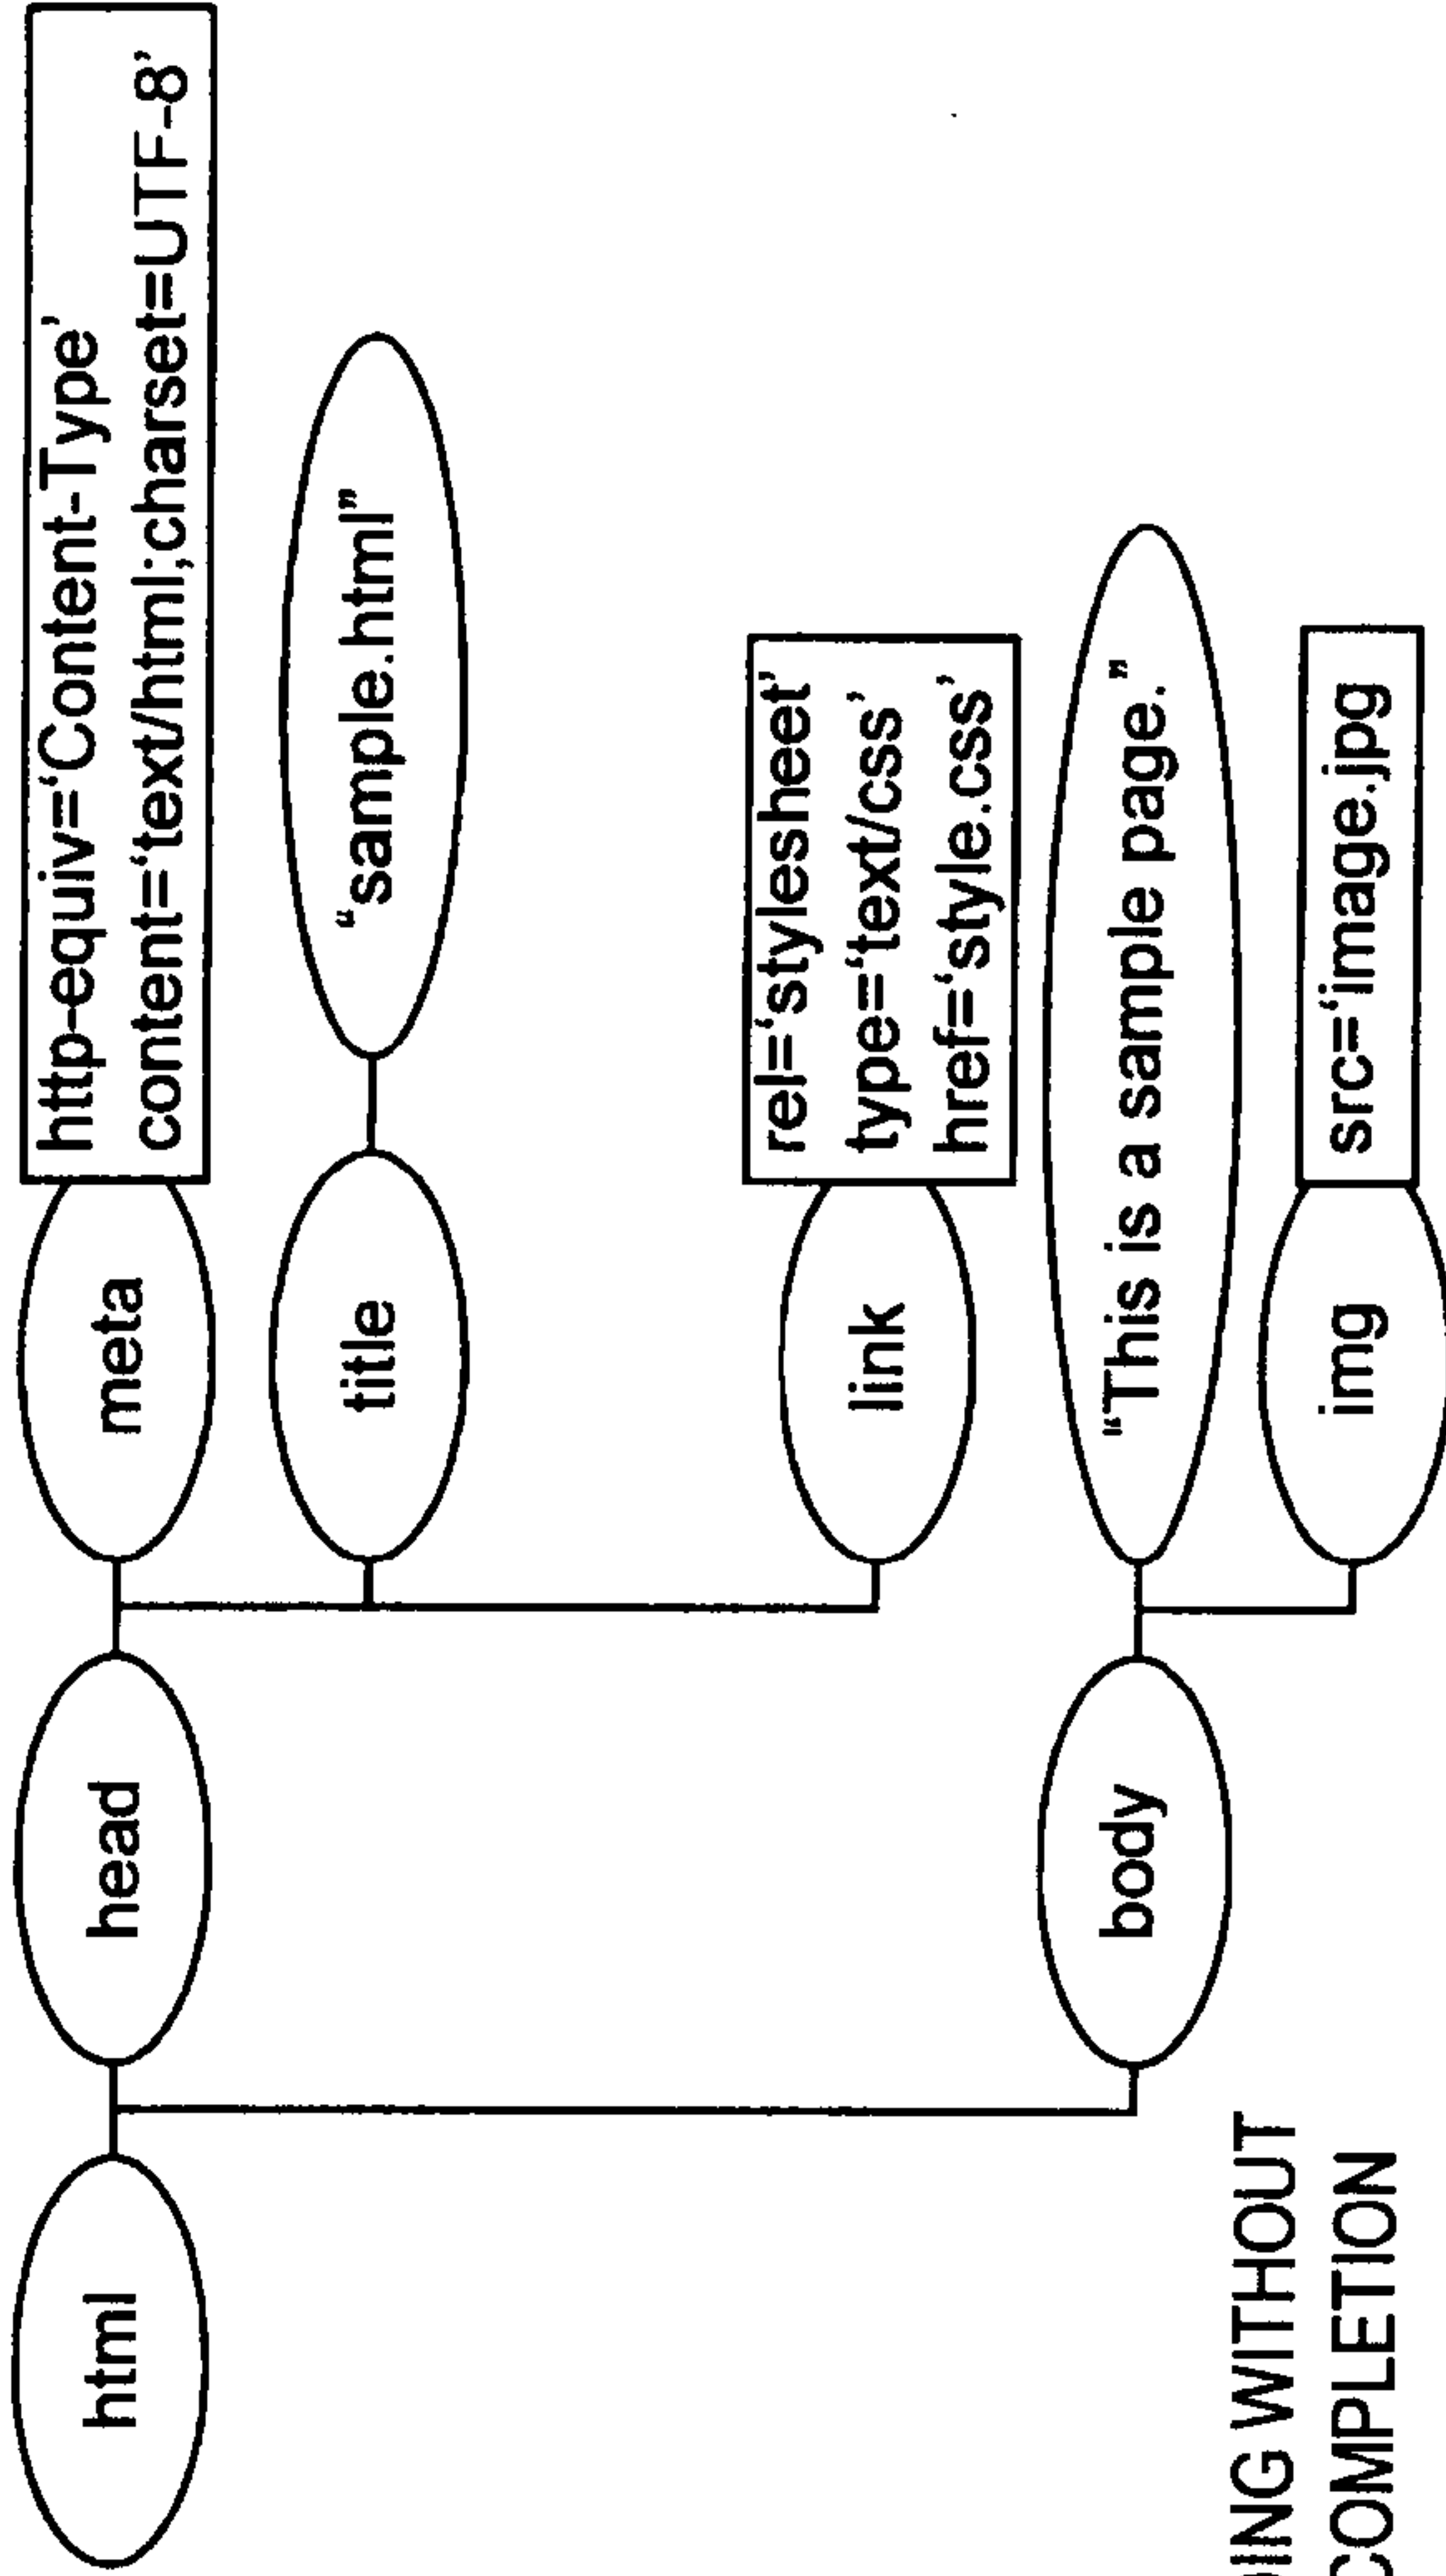 html
head
meta
http-equiv=‘Content-Type’
content=‘text/html;charset=UTF-8’
title
“sample.html”
link
rel=‘stylesheet’
type=‘text/css’
href=‘style.css’
body
“This is a sample page.”
img
src=‘image.jpg
WITHOUT
COMPLETION